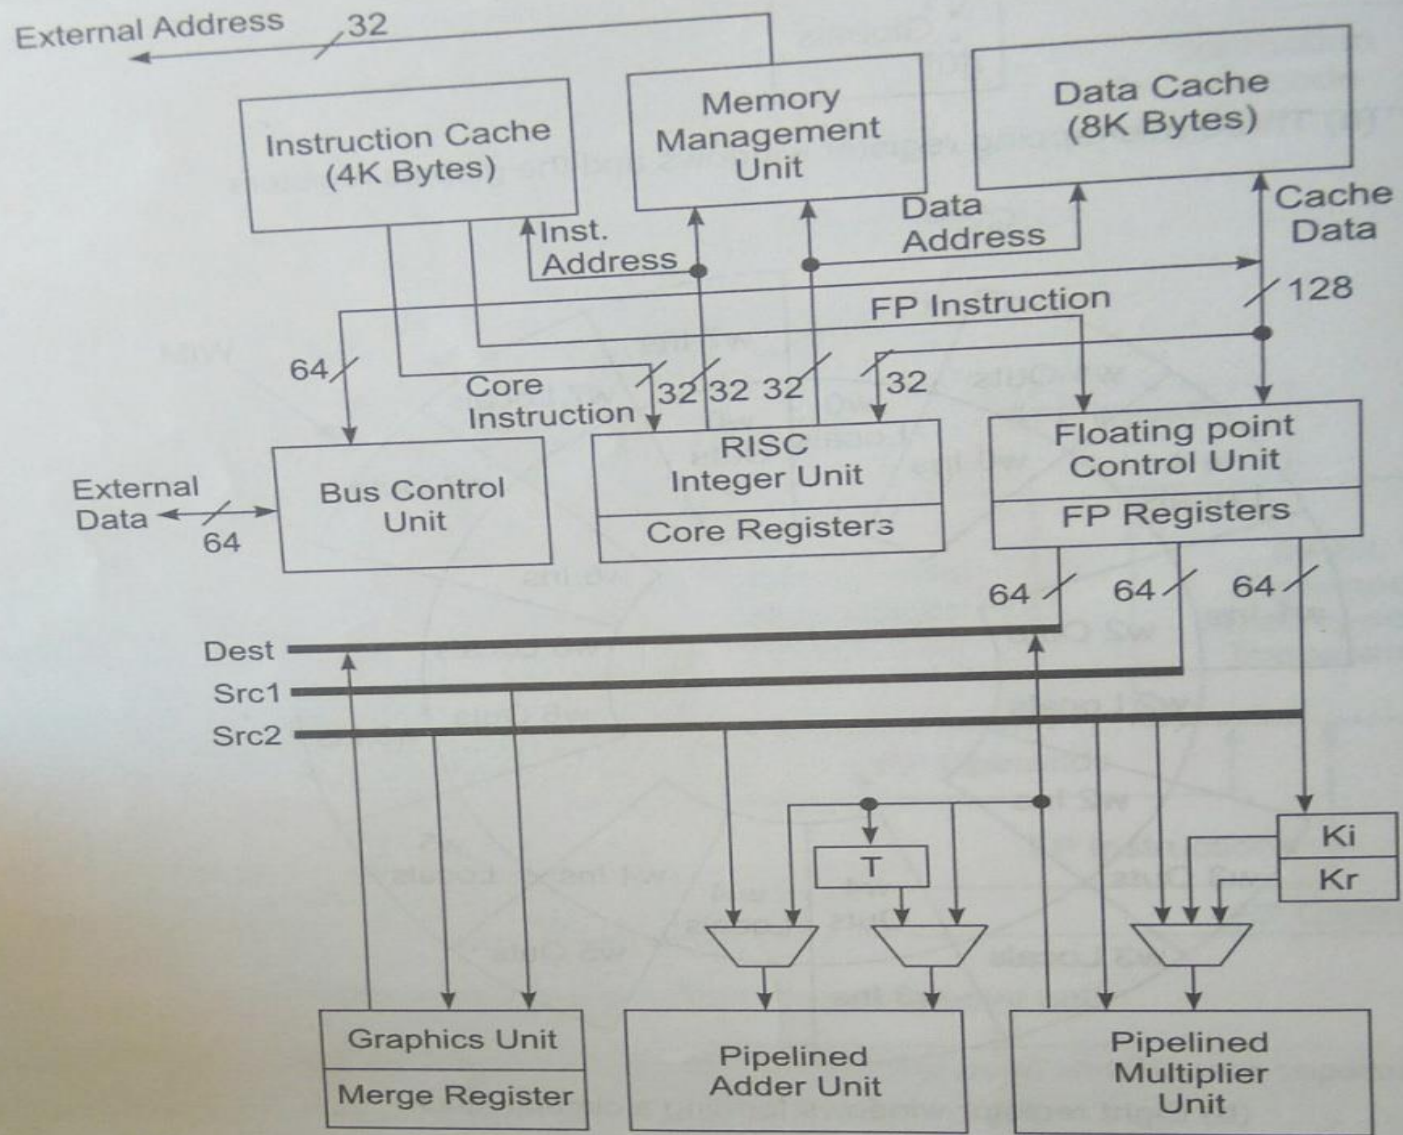 External Address
32
Instruction Cache
(4K Bytes)
Memory
Management
Unit
Data Cache
(8K Bytes)
Inst.
Address
Data
Address
Cache
Data
FP Instruction
128
64
Core
Instruction
32
32
32
32
External
Data
64
Bus Control
Unit
RISC
Integer Unit
Core Registers
Floating point
Control Unit
FP Registers
64
64
64
Dest
Src1
Src2
T
Ki
Kr
Graphics Unit
Merge Register
Pipelined
Adder Unit
Pipelined
Multiplier
Unit